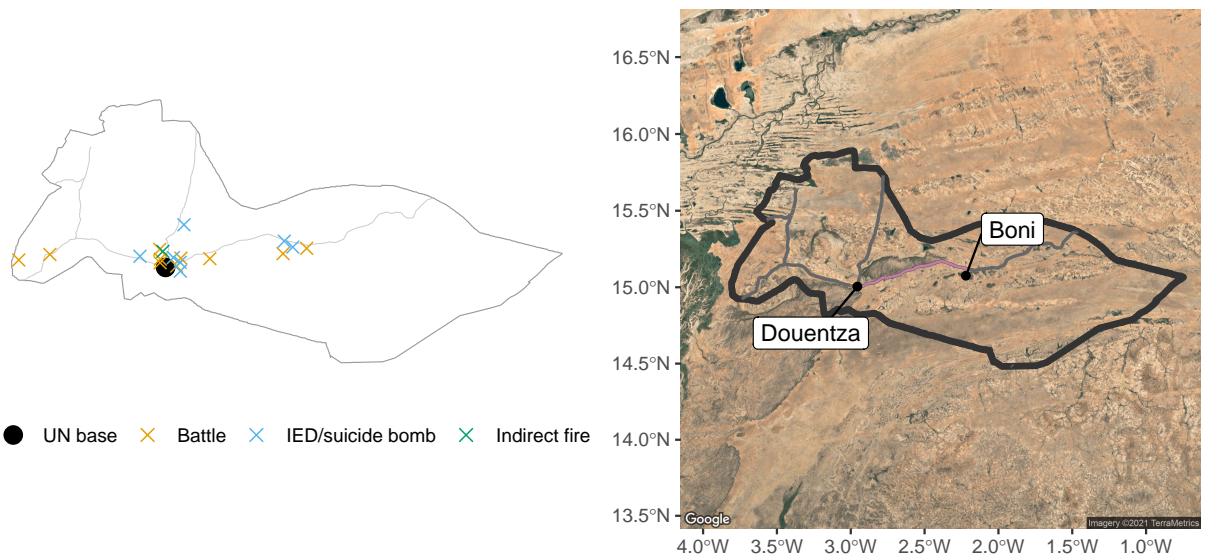 UN base
Battle
IED/suicide bomb
Indirect fire
16.5°N
16.0°N
15.5°N
15.0°N
14.5°N
14.0°N
13.5°N
Boni
Douentza
Google
Imagery ©2021 TerraMetrics
4.0°W
3.5°W
3.0°W
2.5°W
2.0°W
1.5°W
1.0°W